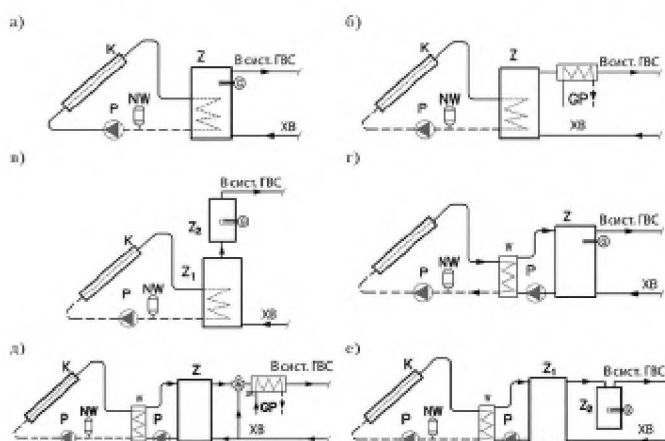 а)
К
Z
В сист. ГВС
G
P
NW
ХВ
б)
К
Z
В сист. ГВС
P
NW
GP
ХВ
в)
В сист. ГВС
Z₂
G
К
Z₁
P
NW
ХВ
г)
К
Z
В сист. ГВС
W
G
P
NW
P
ХВ
д)
К
Z
В сист. ГВС
W
P
NW
P
GP
ХВ
е)
К
Z₁
В сист. ГВС
W
Z₂
G
P
NW
P
ХВ